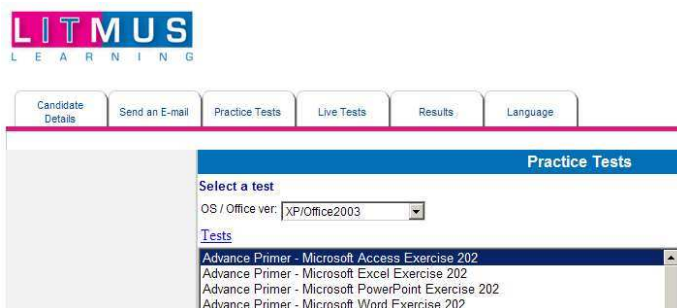 LITMUS
LEARNING
Candidate Details
Send an E-mail
Practice Tests
Live Tests
Results
Language
Practice Tests
Select a test
OS / Office ver: XP/Office2003
Tests
Advance Primer - Microsoft Access Exercise 202
Advance Primer - Microsoft Excel Exercise 202
Advance Primer - Microsoft PowerPoint Exercise 202
Advance Primer - Microsoft Word Exercise 202